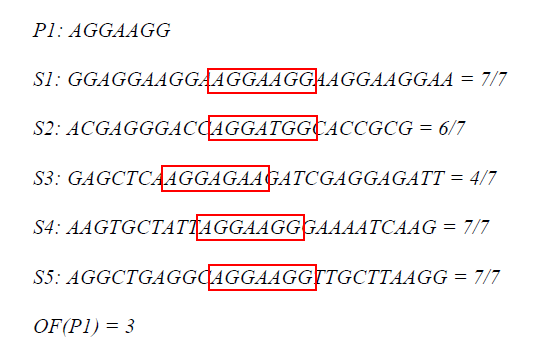 P1: AGGAAGG
S1: GGAGGAAGGAAGGAAGGAAGGAAGGAA = 7/7
S2: ACGAGGGACCAGGATGGCACCGCG = 6/7
S3: GAGCTCAAGGAGAAGATCGAGGAGATT = 4/7
S4: AAGTGCTATTAGGAAGGGAAAATCAAG = 7/7
S5: AGGCTGAGGCAGGAAGGTTGCTTAAGG = 7/7
OF(P1) = 3